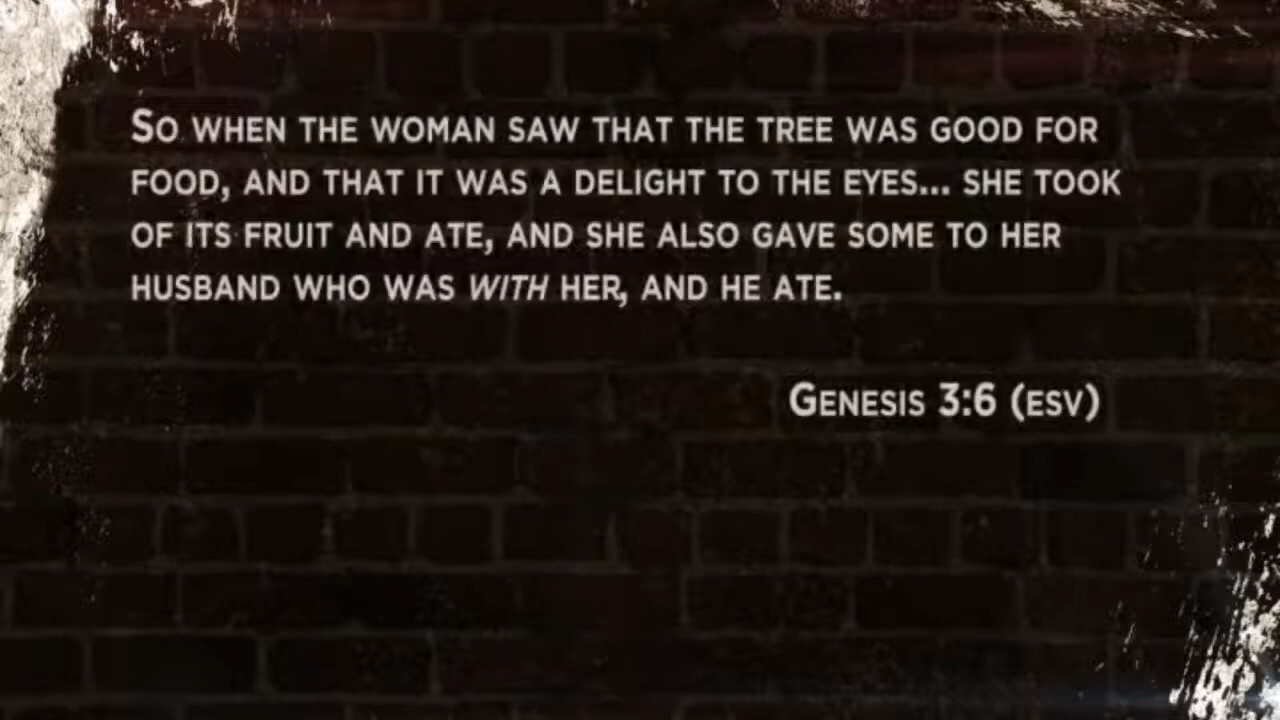 So when the woman saw that the tree was good for
food, and that it was a delight to the eyes... she took
of its fruit and ate, and she also gave some to her
husband who was with her, and he ate.
Genesis 3:6 (esv)